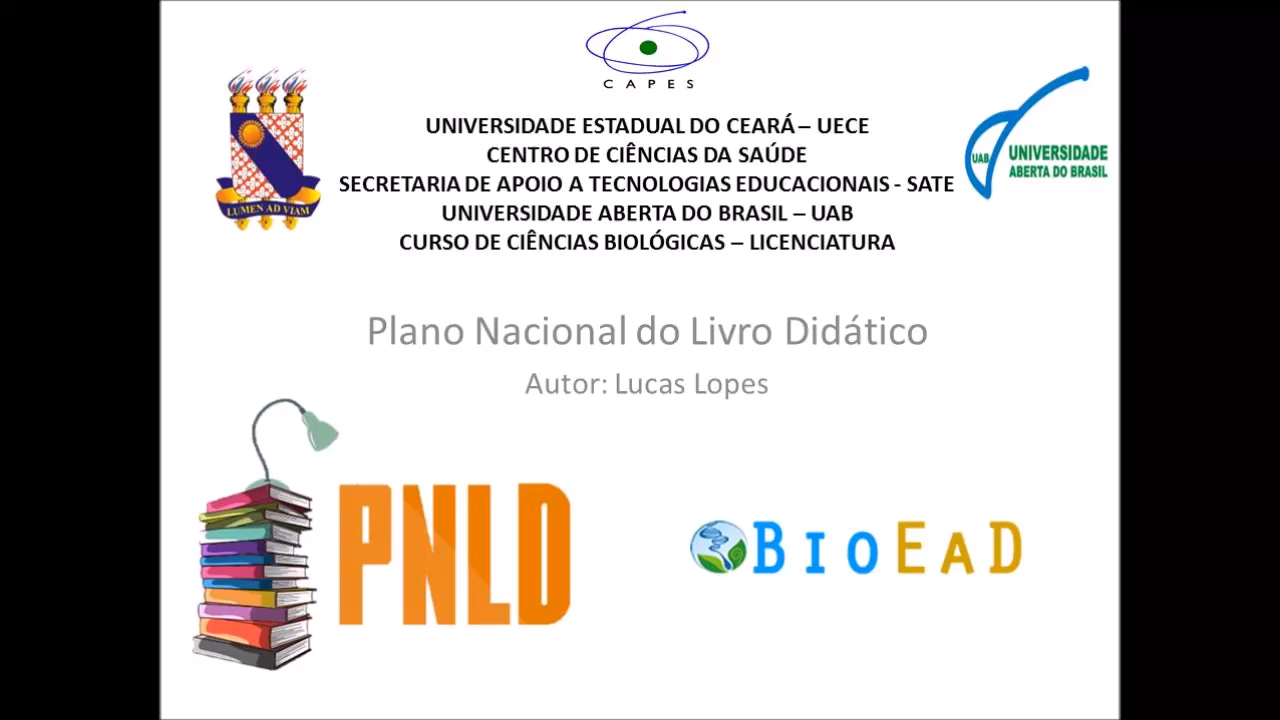 CAPES
UNIVERSIDADE ESTADUAL DO CEARÁ – UECE
CENTRO DE CIÊNCIAS DA SAÚDE
SECRETARIA DE APOIO A TECNOLOGIAS EDUCACIONAIS - SATE
UNIVERSIDADE ABERTA DO BRASIL – UAB
CURSO DE CIÊNCIAS BIOLÓGICAS – LICENCIATURA
LUMEN AD VIAM
UAB
UNIVERSIDADE
ABERTA DO BRASIL
Plano Nacional do Livro Didático
Autor: Lucas Lopes
PNLD
BIOEAD